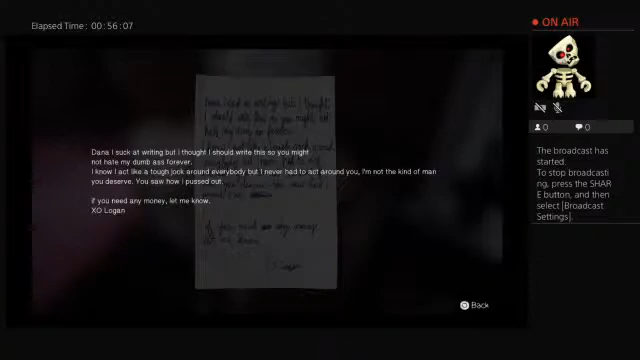 Elapsed Time : 00:56:07
ON AIR
Dana I suck at writing but i thought I should write this so you might
not hate my dumb ass forever.
I know I act like a tough jock around everybody but I never had to act around you, I'm not the kind of man
you deserve. You saw how i pussed out.
if you need any money, let me know.
XO Logan
Back
0
0
The broadcast has
started.
To stop broadcasti
ng, press the SHAR
E button, and then
select [Broadcast
Settings].